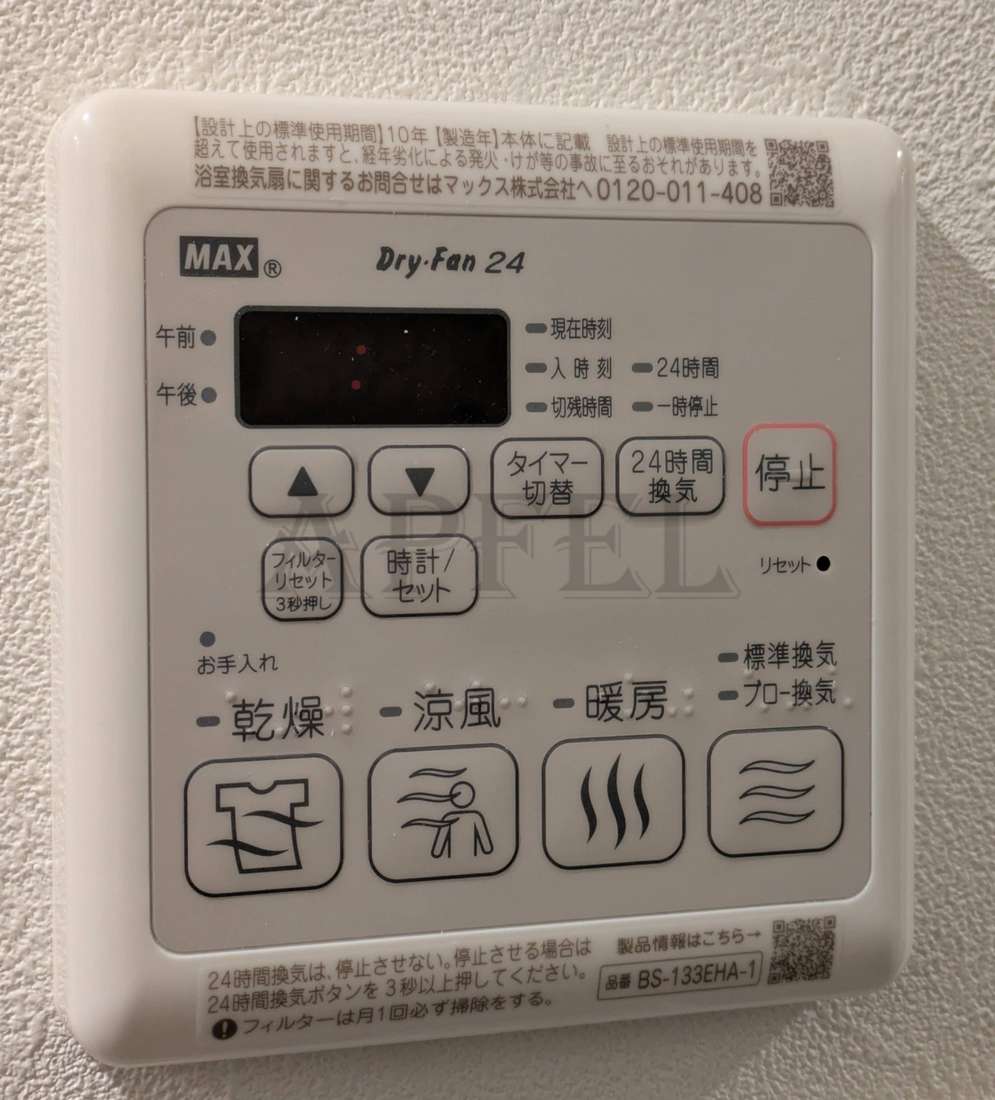 【設計上の標準使用期間】10年【製造年】本体に記載　設計上の標準使用期間を
超えて使用されますと、経年劣化による発火・けが等の事故に至るおそれがあります。
浴室換気扇に関するお問合せはマックス株式会社へ 0120-011-408
MAX® Dry・Fan 24
午前
現在時刻
入時刻 24時間
午後
切残時間 一時停止
▲ ▼
タイマー
切替
24時間
換気
停止
APFEL
フィルター
リセット
3秒押し
時計/
セット
リセット
お手入れ
標準換気
ブロー換気
乾燥 涼風 暖房
24時間換気は、停止させない。停止させる場合は
24時間換気ボタンを3秒以上押してください。
フィルターは月1回必ず掃除をする。
製品情報はこちら→
品番 BS-133EHA-1